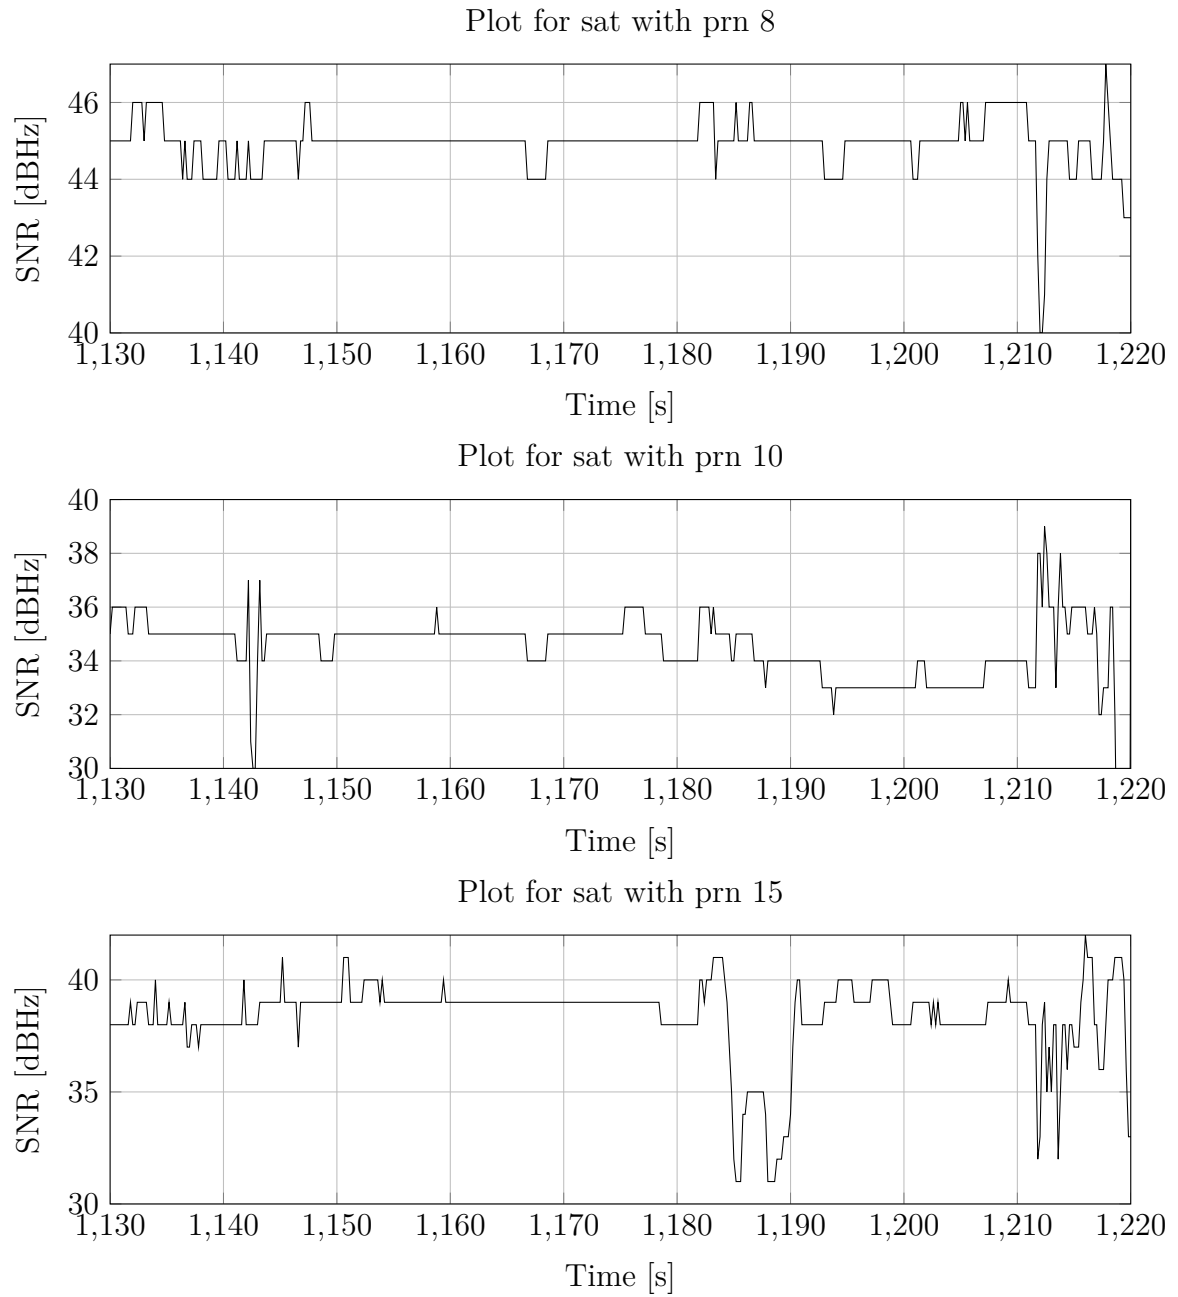 Plot for sat with prn 8
46
44
42
40
SNR [dBHz]
1,130 1,140 1,150 1,160 1,170 1,180 1,190 1,200 1,210 1,220
Time [s]
Plot for sat with prn 10
40
38
36
34
32
30
SNR [dBHz]
1,130 1,140 1,150 1,160 1,170 1,180 1,190 1,200 1,210 1,220
Time [s]
Plot for sat with prn 15
40
35
30
SNR [dBHz]
1,130 1,140 1,150 1,160 1,170 1,180 1,190 1,200 1,210 1,220
Time [s]